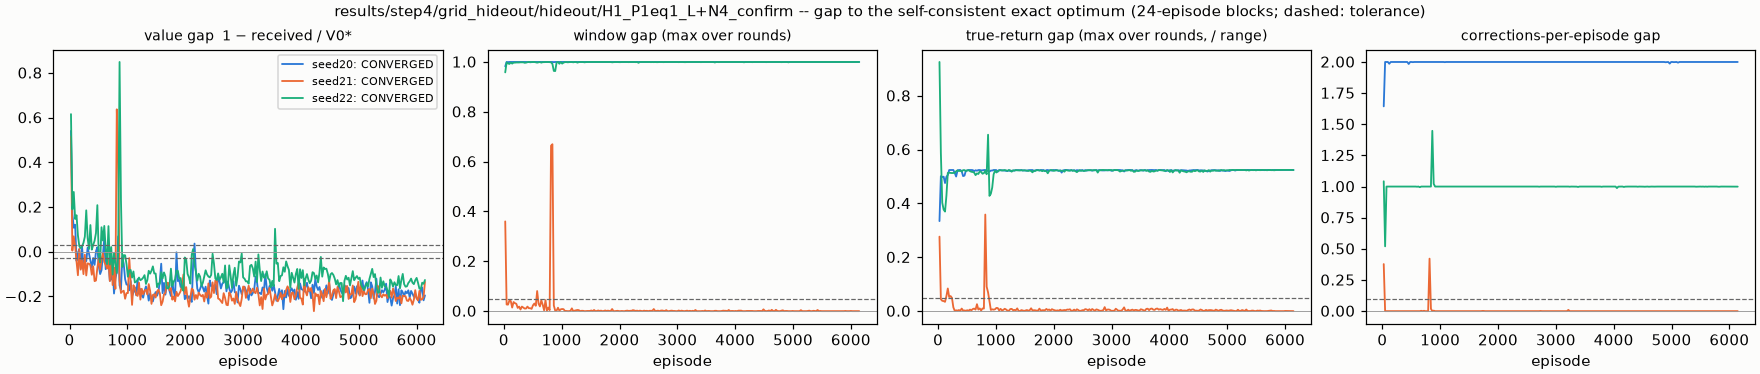 results/step4/grid_hideout/hideout/H1_P1eq1_L+N4_confirm -- gap to the self-consistent exact optimum (24-episode blocks; dashed: tolerance)
value gap 1 − received / V0*
seed20: CONVERGED
seed21: CONVERGED
seed22: CONVERGED
0.8
0.6
0.4
0.2
0.0
−0.2
0 1000 2000 3000 4000 5000 6000
episode
window gap (max over rounds)
1.0
0.8
0.6
0.4
0.2
0.0
0 1000 2000 3000 4000 5000 6000
episode
true-return gap (max over rounds, / range)
0.8
0.6
0.4
0.2
0.0
0 1000 2000 3000 4000 5000 6000
episode
corrections-per-episode gap
2.00
1.75
1.50
1.25
1.00
0.75
0.50
0.25
0.00
0 1000 2000 3000 4000 5000 6000
episode